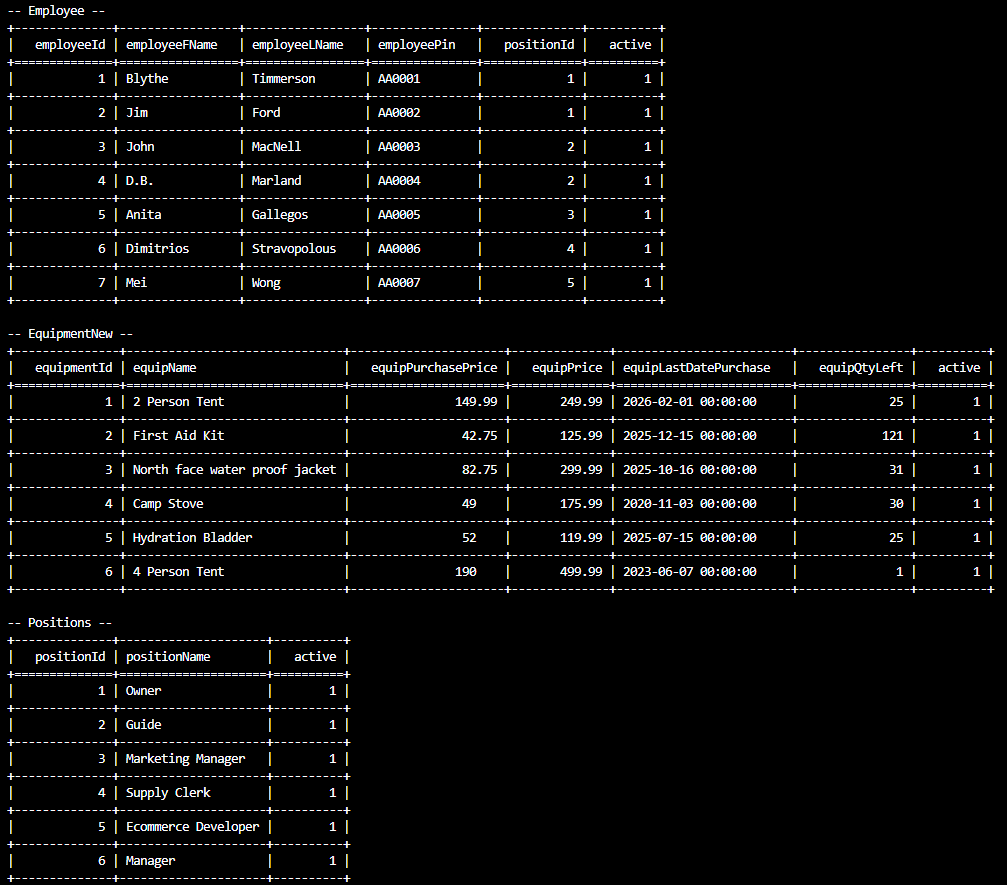 -- Employee --
+--------------+----------------+----------------+--------------+-------------+----------+
|   employeeId | employeeFName  | employeeLName  | employeePin  |   positionId |   active |
+==============+================+================+==============+=============+==========+
|            1 | Blythe         | Timmerson      | AA0001       |            1 |        1 |
|            2 | Jim            | Ford           | AA0002       |            1 |        1 |
|            3 | John           | MacNell        | AA0003       |            2 |        1 |
|            4 | D.B.           | Marland        | AA0004       |            2 |        1 |
|            5 | Anita          | Gallegos       | AA0005       |            3 |        1 |
|            6 | Dimitrios      | Stravopolous   | AA0006       |            4 |        1 |
|            7 | Mei            | Wong           | AA0007       |            5 |        1 |
-- EquipmentNew --
|   equipmentId | equipName                   |   equipPurchasePrice |   equipPrice | equipLastDatePurchase  |   equipQtyLeft |   active |
|             1 | 2 Person Tent               |               149.99 |       249.99 | 2026-02-01 00:00:00    |             25 |        1 |
|             2 | First Aid Kit               |                42.75 |       125.99 | 2025-12-15 00:00:00    |            121 |        1 |
|             3 | North face water proof jacket |              82.75 |       299.99 | 2025-10-16 00:00:00    |             31 |        1 |
|             4 | Camp Stove                  |                49    |       175.99 | 2020-11-03 00:00:00    |             30 |        1 |
|             5 | Hydration Bladder           |                52    |       119.99 | 2025-07-15 00:00:00    |             25 |        1 |
|             6 | 4 Person Tent               |               190    |       499.99 | 2023-06-07 00:00:00    |              1 |        1 |
-- Positions --
|   positionId | positionName        |   active |
|            1 | Owner               |        1 |
|            2 | Guide               |        1 |
|            3 | Marketing Manager   |        1 |
|            4 | Supply Clerk        |        1 |
|            5 | Ecommerce Developer |        1 |
|            6 | Manager             |        1 |